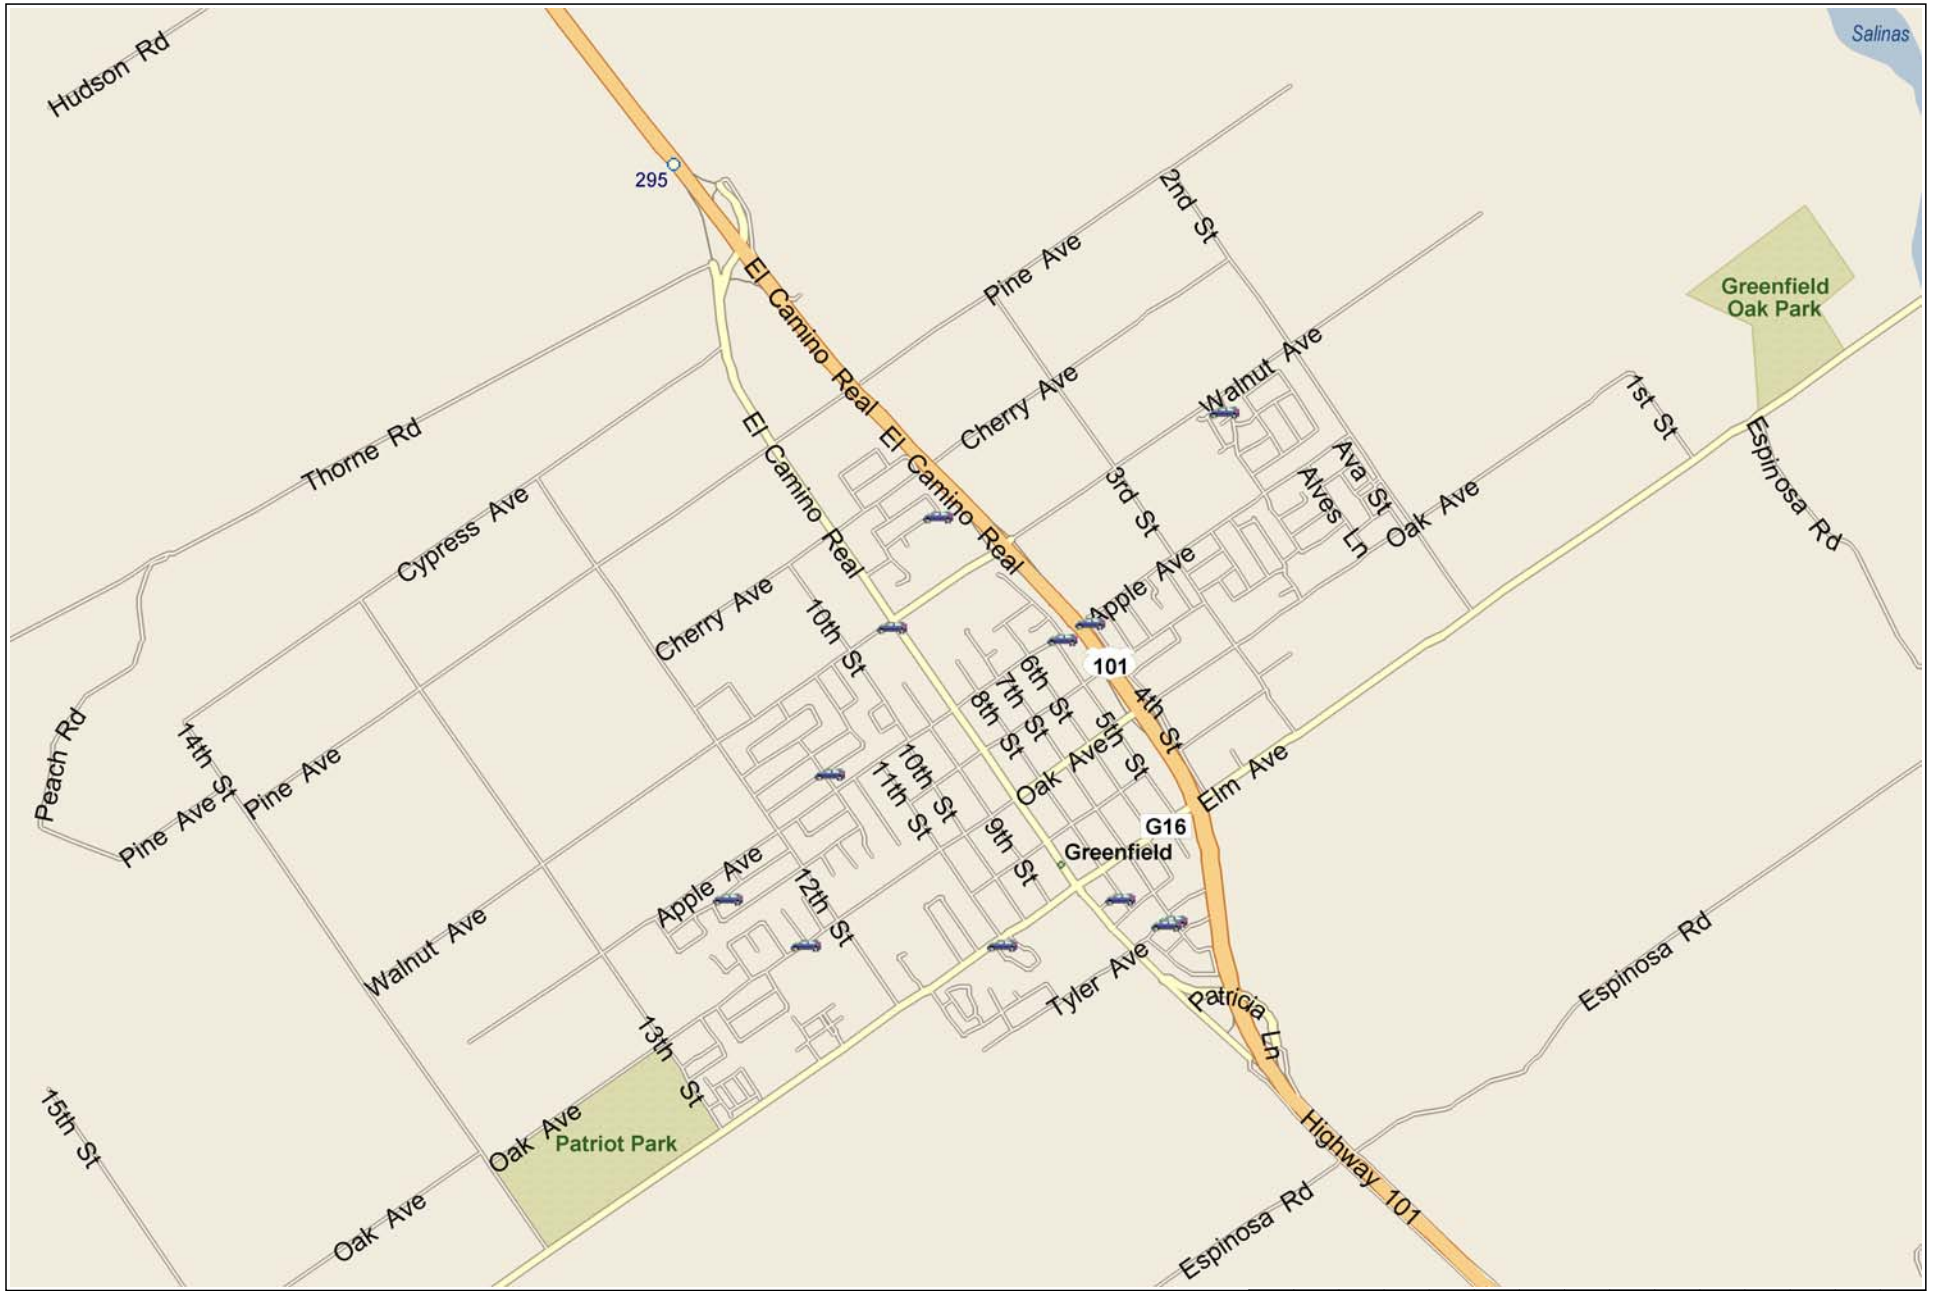 Hudson Rd
Salinas
295
2nd St
Pine Ave
El Camino Real
Greenfield
Oak Park
Walnut Ave
Cherry Ave
El Camino Real
1st St
Thorne Rd
El Camino Real
Espinosa Rd
Ava St
Alves Ln
3rd St
Oak Ave
Cypress Ave
Apple Ave
Cherry Ave
10th St
101
6th St
7th St
8th St
4th St
5th St
Peach Rd
14th St
Pine Ave
Pine Ave
Oak Ave
Elm Ave
10th St
11th St
9th St
G16
Greenfield
Apple Ave
12th St
Walnut Ave
Tyler Ave
Patricia Ln
Espinosa Rd
13th St
15th St
Oak Ave
Patriot Park
Highway 101
Oak Ave
Espinosa Rd